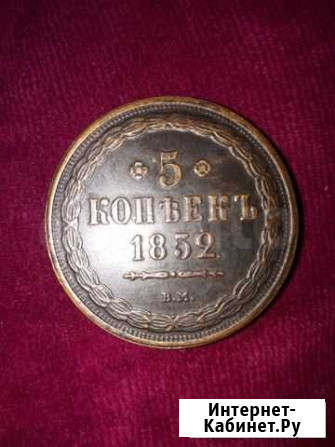 5
КОПѢЕКЪ
1852
В.М.
Интернет-
Кабинет.Ру